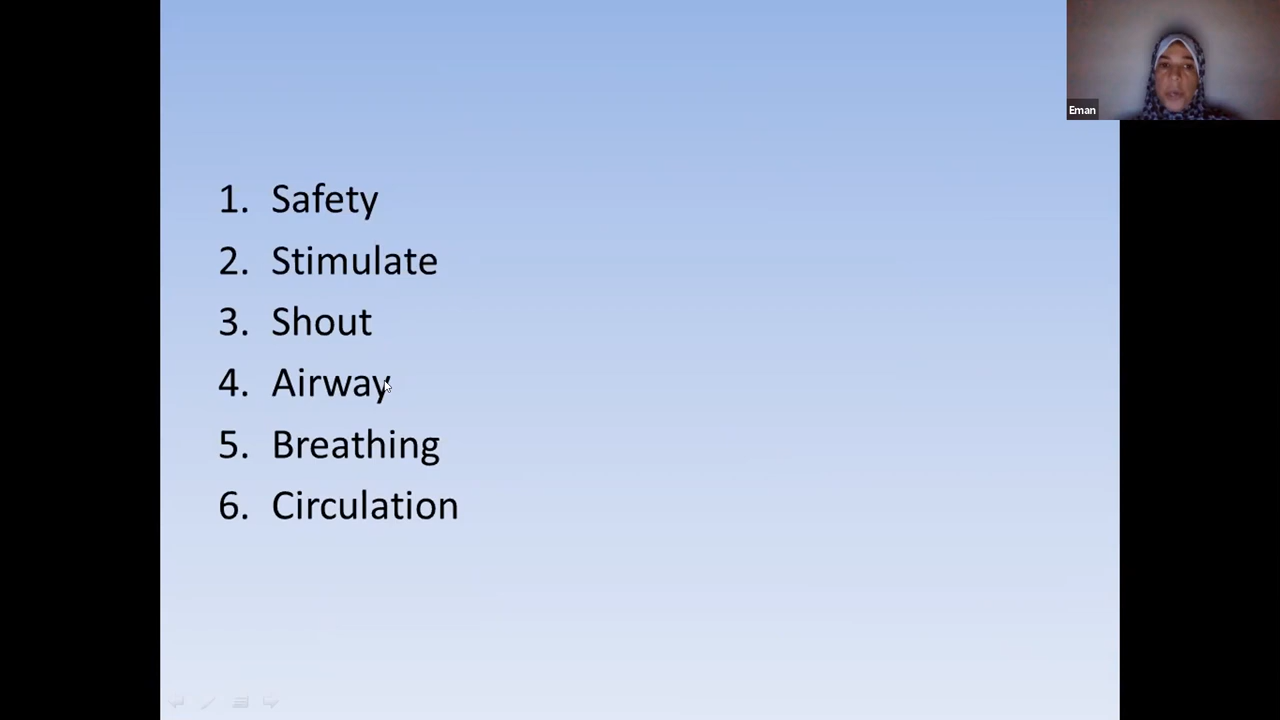 Eman
1. Safety
2. Stimulate
3. Shout
4. Airway
5. Breathing
6. Circulation